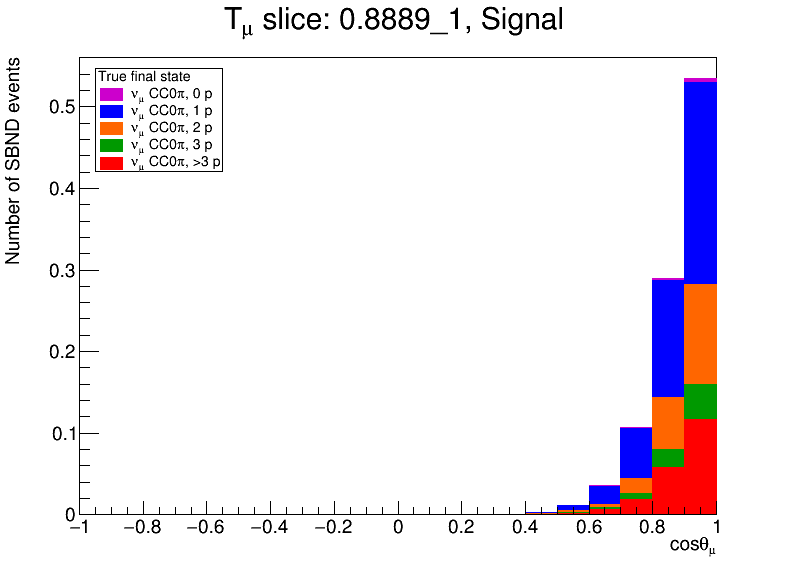 Tμ slice: 0.8889_1, Signal
Number of SBND events
True final state
νμ CC0π, 0 p
νμ CC0π, 1 p
νμ CC0π, 2 p
νμ CC0π, 3 p
νμ CC0π, >3 p
0.5
0.4
0.3
0.2
0.1
0
−1 −0.8 −0.6 −0.4 −0.2 0 0.2 0.4 0.6 0.8 1
cosθμ